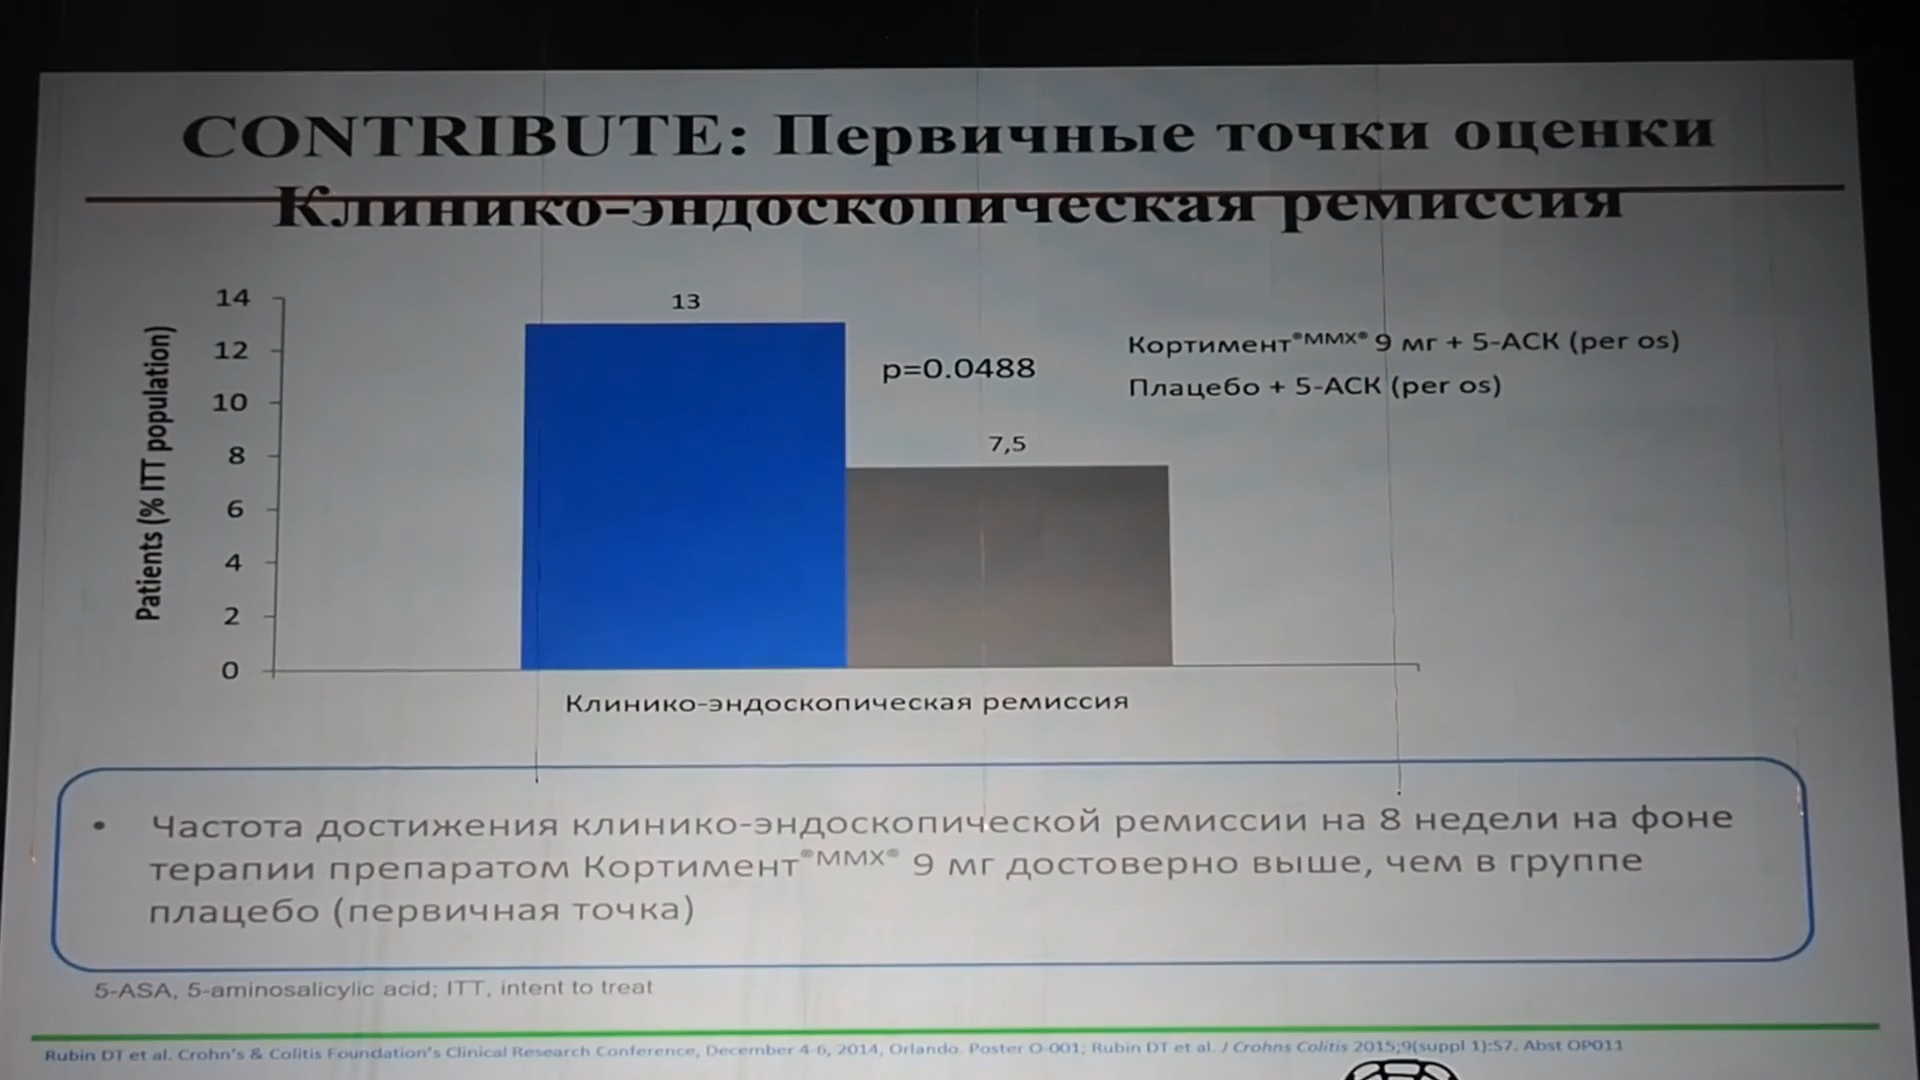 CONTRIBUTE: Первичные точки оценки
Клинико-эндоскопическая ремиссия
Patients (% ITT population)
14
12
10
8
6
4
2
0
13
p=0.0488
7,5
Кортимент®MMX® 9 мг + 5-АСК (per os)
Плацебо + 5-АСК (per os)
Клинико-эндоскопическая ремиссия
• Частота достижения клинико-эндоскопической ремиссии на 8 недели на фоне
терапии препаратом Кортимент®MMX® 9 мг достоверно выше, чем в группе
плацебо (первичная точка)
5-ASA, 5-aminosalicylic acid; ITT, intent to treat
Rubin DT et al. Crohn's & Colitis Foundation's Clinical Research Conference, December 4-6, 2014, Orlando. Poster O-001; Rubin DT et al. J Crohns Colitis 2015;9(suppl 1):S7. Abst OP011